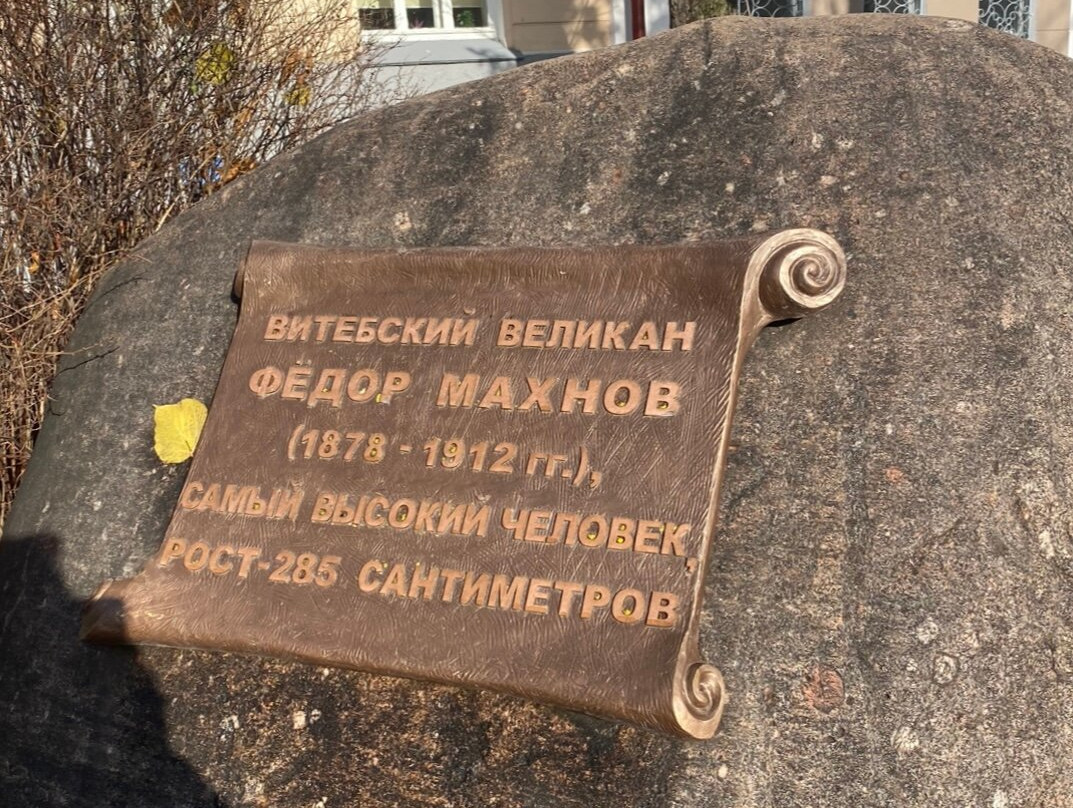 ВИТЕБСКИЙ ВЕЛИКАН
ФЁДОР МАХНОВ
(1878 - 1912 гг.),
САМЫЙ ВЫСОКИЙ ЧЕЛОВЕК,
РОСТ-285 САНТИМЕТРОВ